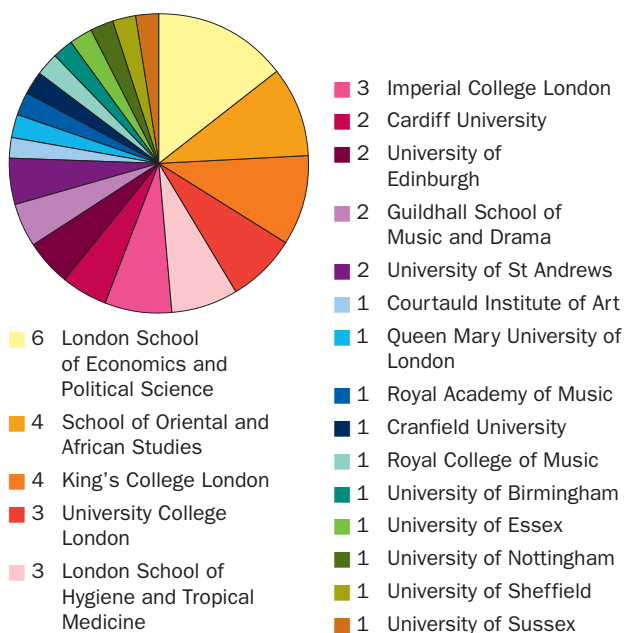 6 London School
of Economics and
Political Science
4 School of Oriental and
African Studies
4 King's College London
3 University College
London
3 London School of
Hygiene and Tropical
Medicine
3 Imperial College London
2 Cardiff University
2 University of
Edinburgh
2 Guildhall School of
Music and Drama
2 University of St Andrews
1 Courtauld Institute of Art
1 Queen Mary University of
London
1 Royal Academy of Music
1 Cranfield University
1 Royal College of Music
1 University of Birmingham
1 University of Essex
1 University of Nottingham
1 University of Sheffield
1 University of Sussex